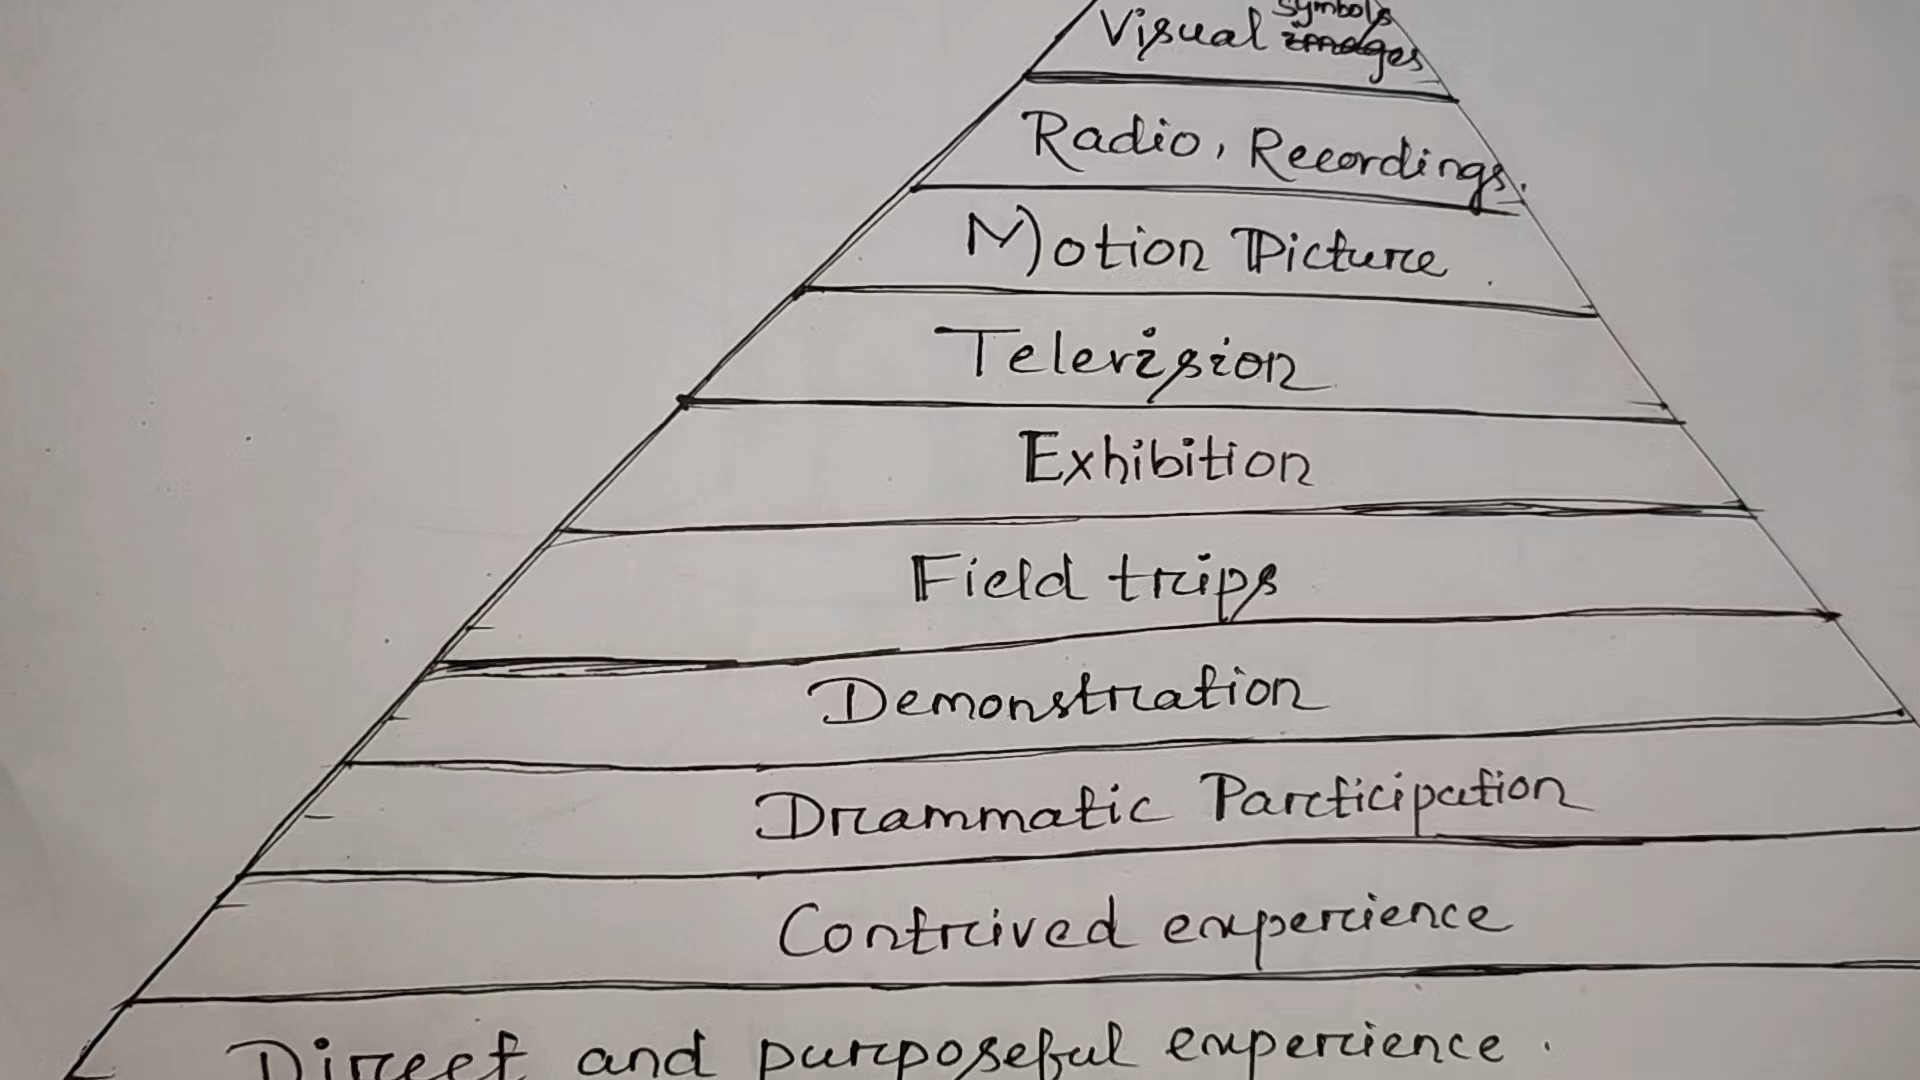 Visual symbols
Radio, Recordings.
Motion Picture
Television
Exhibition
Field trips
Demonstration
Drammatic Participation
Contrived experience
Direct and purposeful experience.